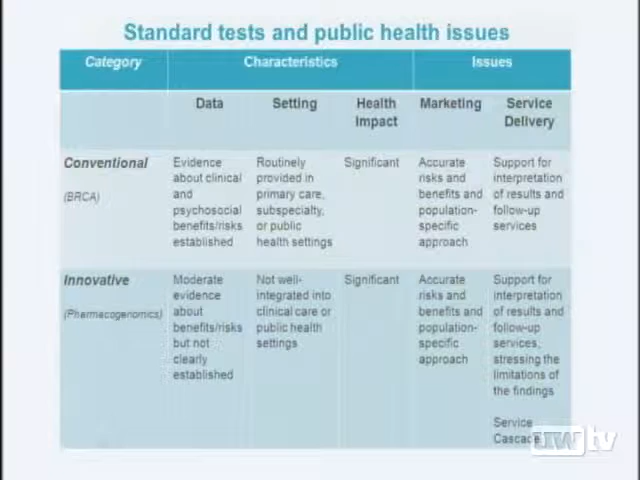 Standard tests and public health issues
Category
Characteristics
Issues
Data
Setting
Health
Impact
Marketing
Service
Delivery
Conventional
(BRCA)
Evidence
about clinical
and
psychosocial
benefits/risks
established
Routinely
provided in
primary care,
subspecialty,
or public
health settings
Significant
Accurate
risks and
benefits and
population-
specific
approach
Support for
interpretation
of results and
follow-up
services
Innovative
(Pharmacogenomics)
Moderate
evidence
about
benefits/risks
but not
clearly
established
Not well-
integrated into
clinical care or
public health
settings
Significant
Accurate
risks and
benefits and
population-
specific
approach
Support for
interpretation
of results and
follow-up
services,
stressing the
limitations of
the findings
Service
Cascade
uwtv